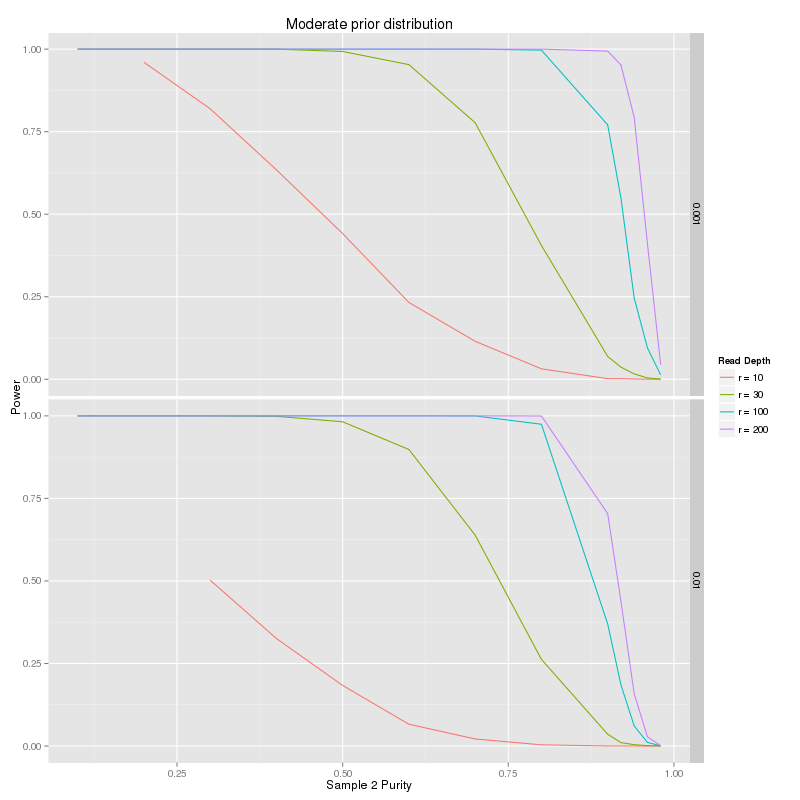 Moderate prior distribution
1.00
0.75
0.50
0.25
0.00
0.001
Power
1.00
0.75
0.50
0.25
0.00
0.01
0.25
0.50
0.75
1.00
Sample 2 Purity
Read Depth
r = 10
r = 30
r = 100
r = 200